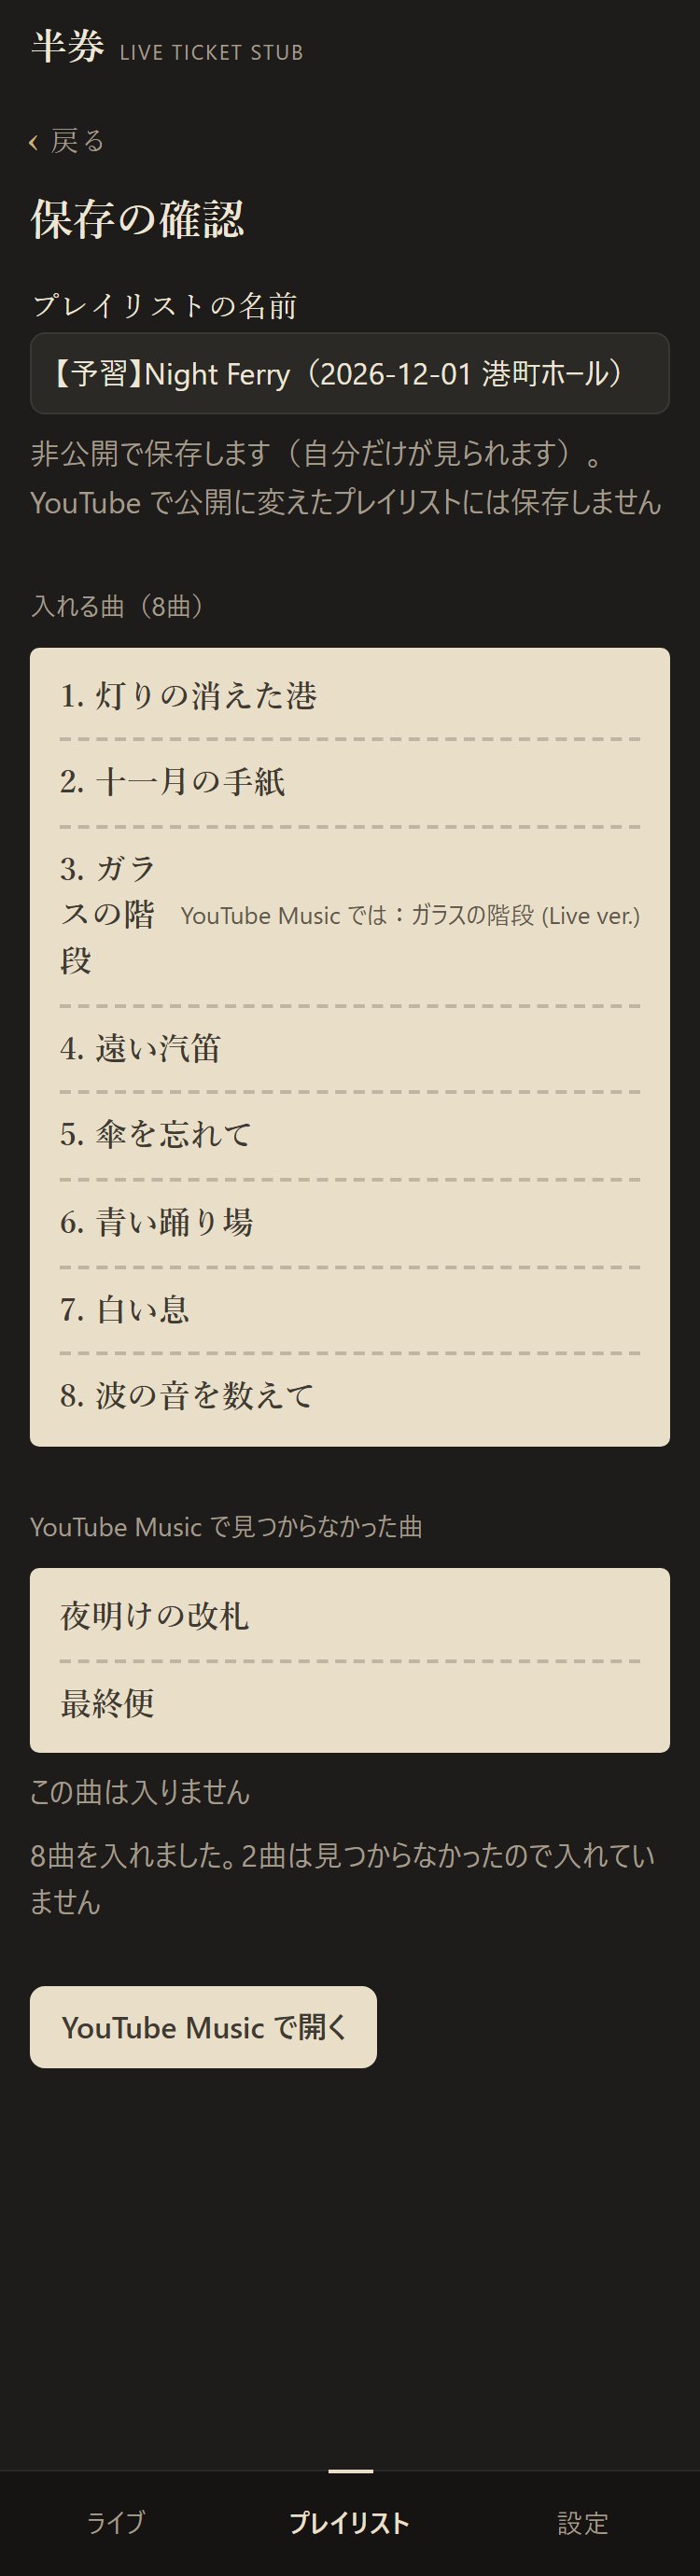 半券 LIVE TICKET STUB
‹ 戻る
保存の確認
プレイリストの名前
【予習】Night Ferry（2026-12-01 港町ホール）
非公開で保存します（自分だけが見られます）。
YouTube で公開に変えたプレイリストには保存しません
入れる曲（8曲）
1. 灯りの消えた港
2. 十一月の手紙
3. ガラ
スの階
段
YouTube Music では：ガラスの階段 (Live ver.)
4. 遠い汽笛
5. 傘を忘れて
6. 青い踊り場
7. 白い息
8. 波の音を数えて
YouTube Music で見つからなかった曲
夜明けの改札
最終便
この曲は入りません
8曲を入れました。2曲は見つからなかったので入れてい
ません
YouTube Music で開く
ライブ プレイリスト 設定